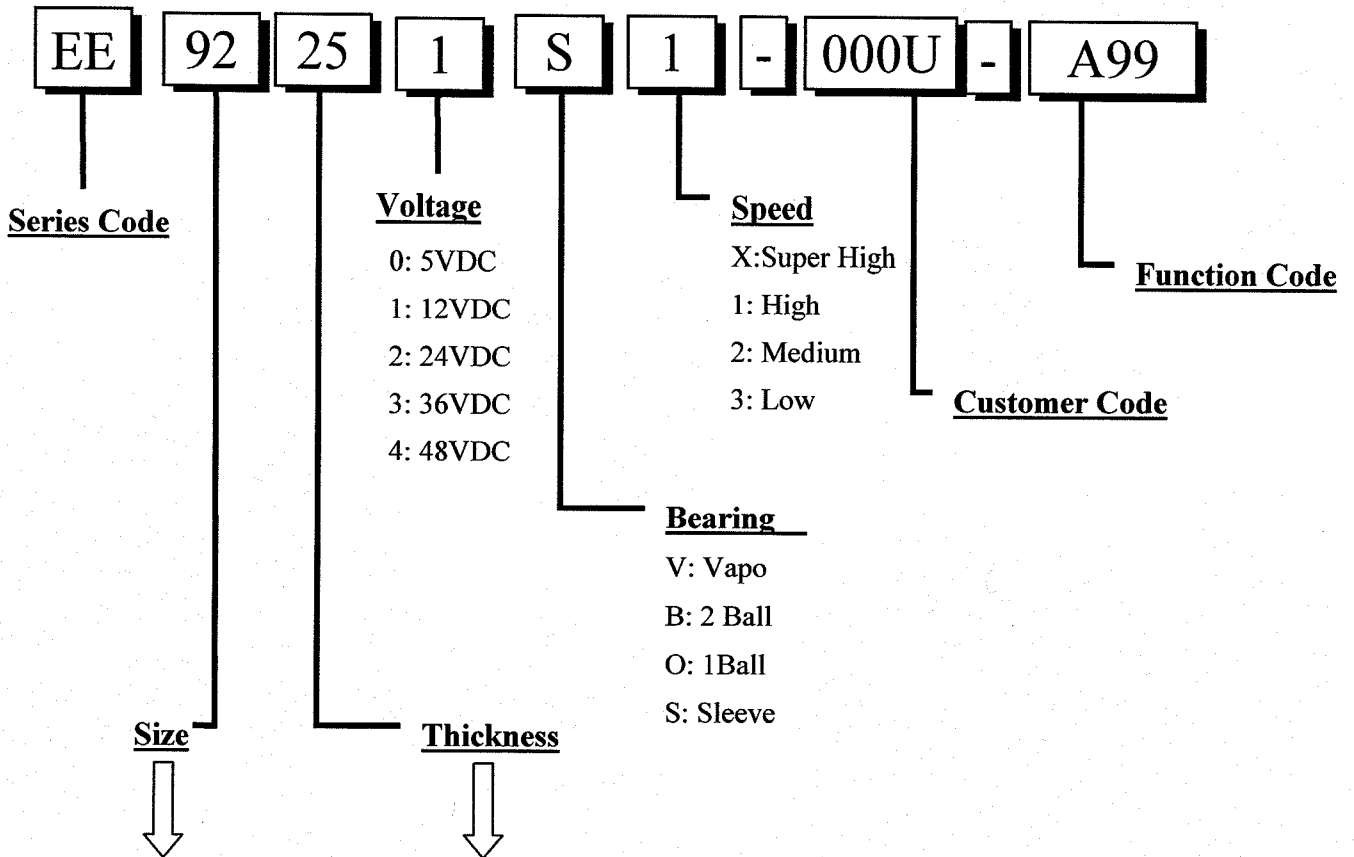 EE 92 25 1 S 1 - 000U - A99
Series Code
Voltage
0: 5VDC
1: 12VDC
2: 24VDC
3: 36VDC
4: 48VDC
Speed
X:Super High
1: High
2: Medium
3: Low
Function Code
Customer Code
Bearing
V: Vapo
B: 2 Ball
O: 1Ball
S: Sleeve
Size
Thickness